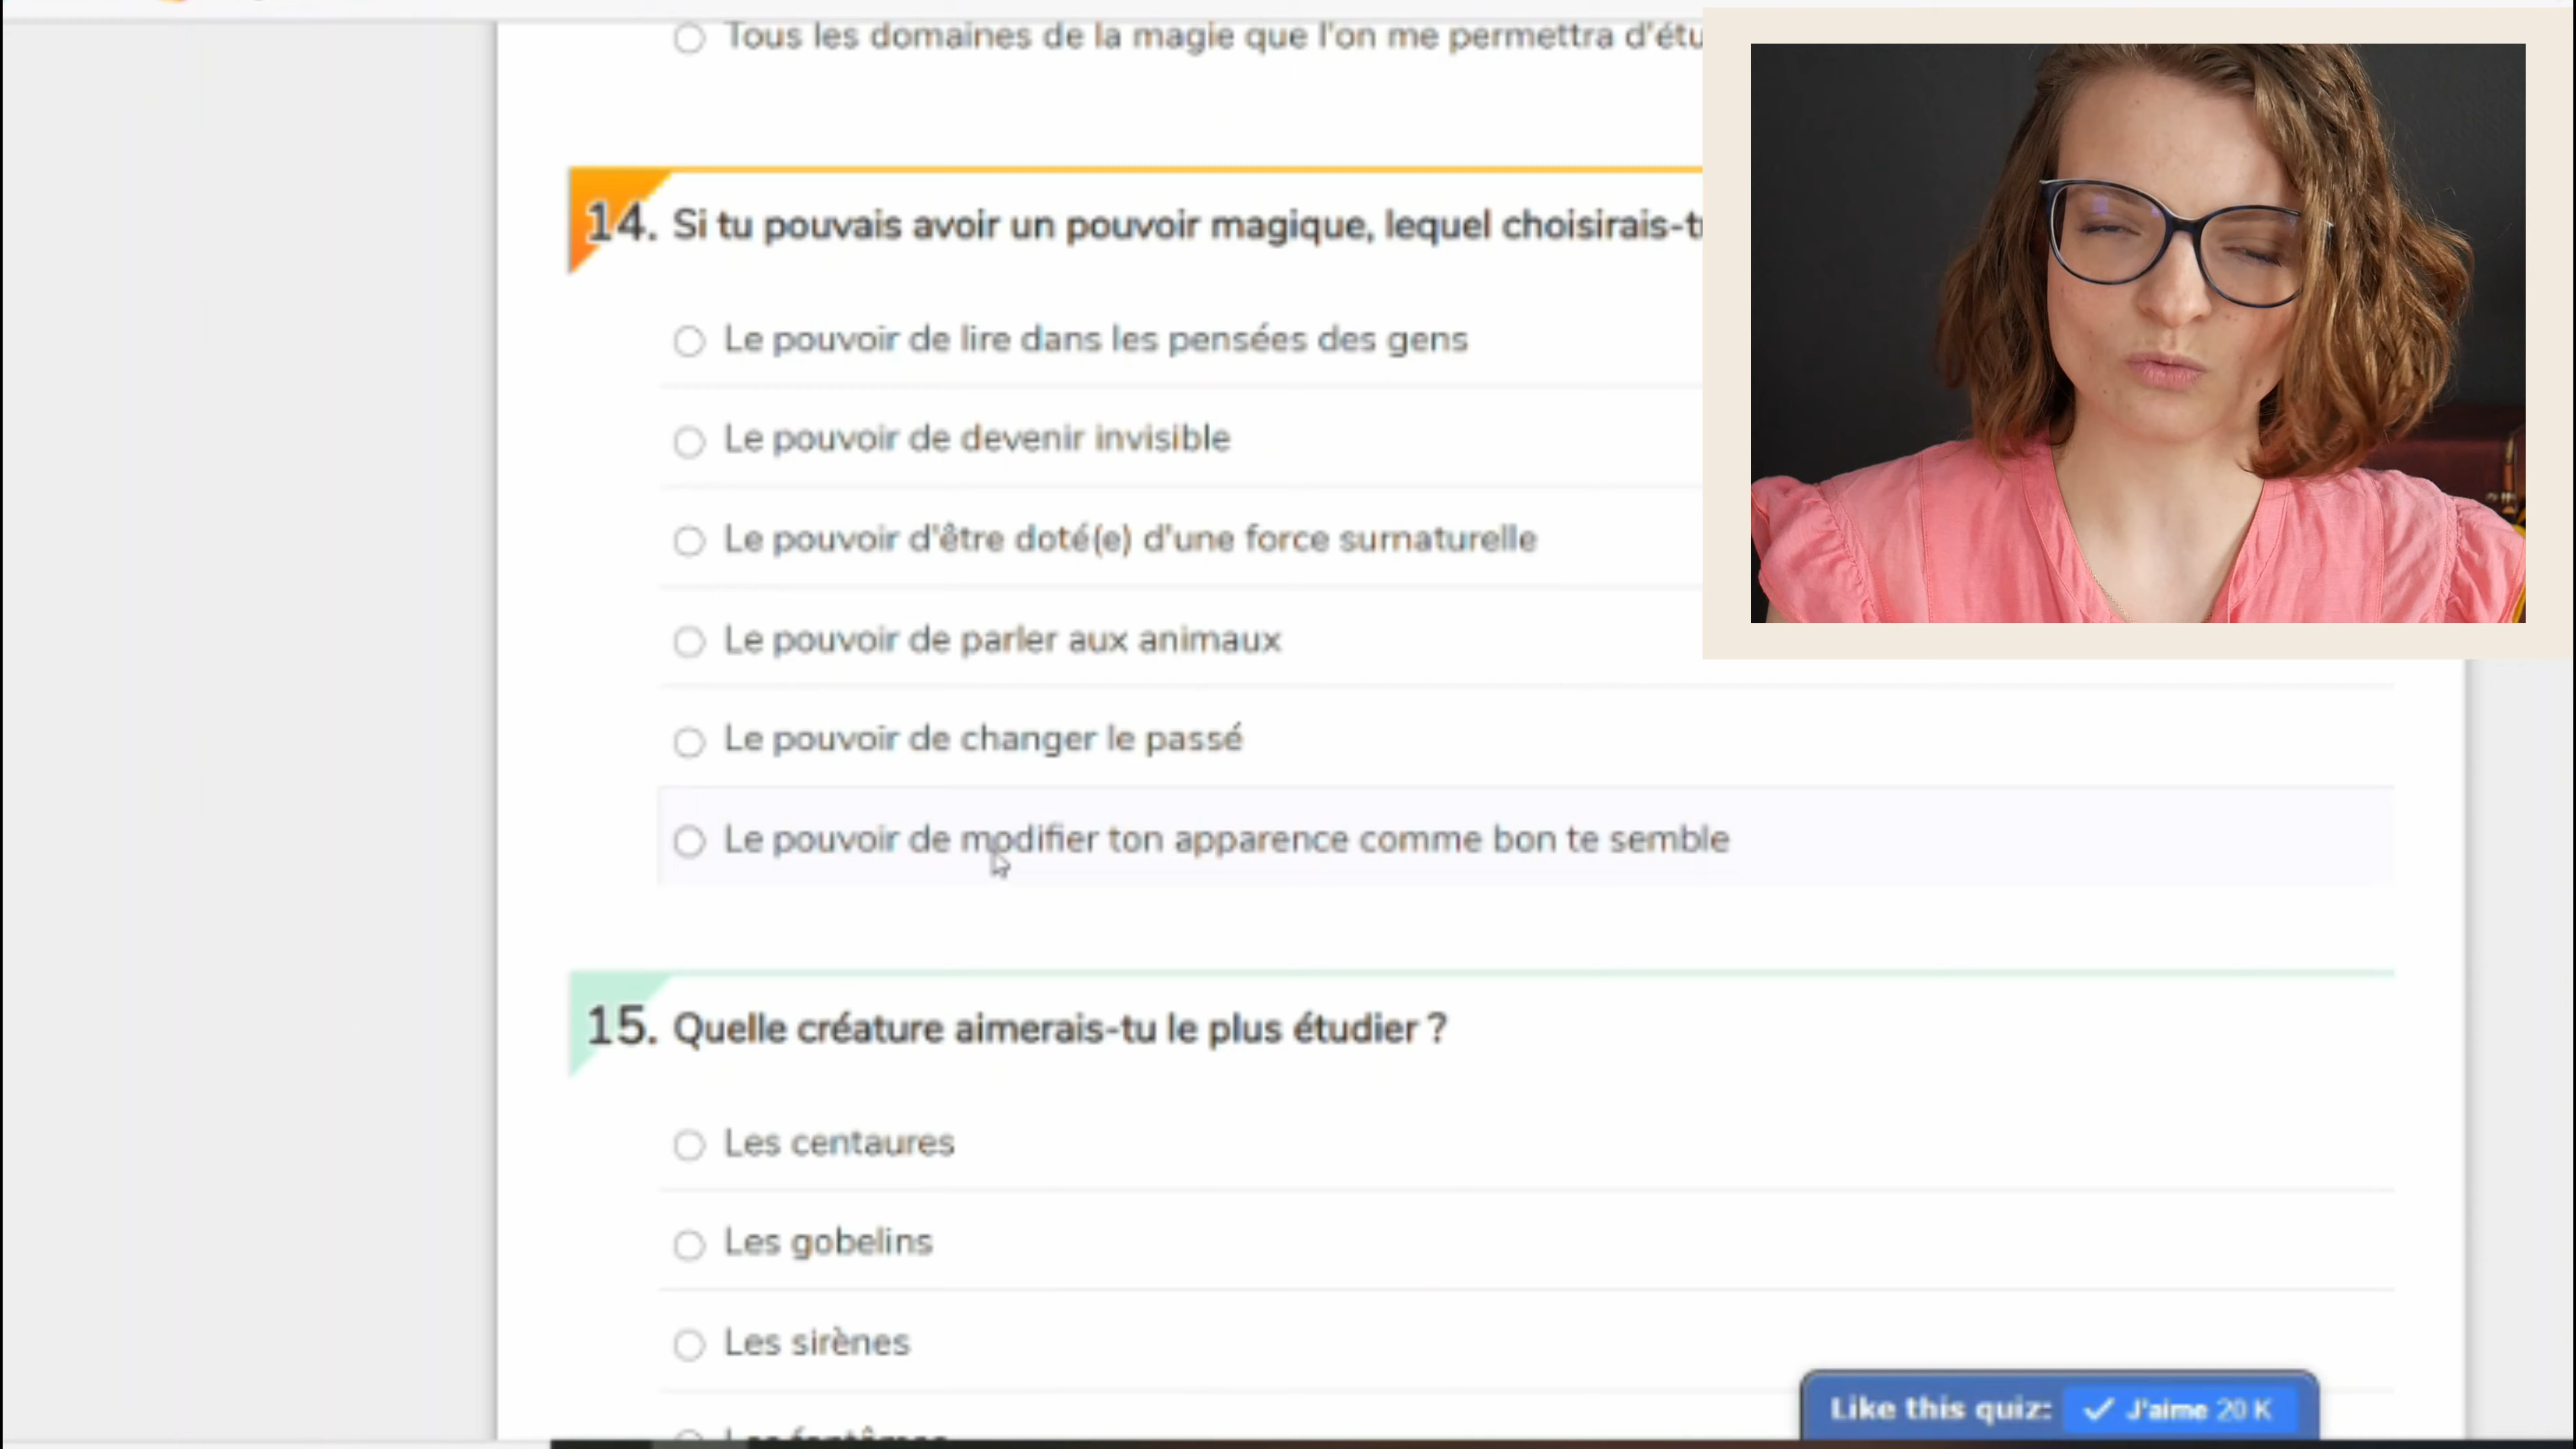 Tous les domaines de la magie que l'on me permettra d'étu
14. Si tu pouvais avoir un pouvoir magique, lequel choisirais-t
Le pouvoir de lire dans les pensées des gens
Le pouvoir de devenir invisible
Le pouvoir d'être doté(e) d'une force surnaturelle
Le pouvoir de parler aux animaux
Le pouvoir de changer le passé
Le pouvoir de modifier ton apparence comme bon te semble
15. Quelle créature aimerais-tu le plus étudier ?
Les centaures
Les gobelins
Les sirènes
Les fantômes
Like this quiz: J'aime 20 K